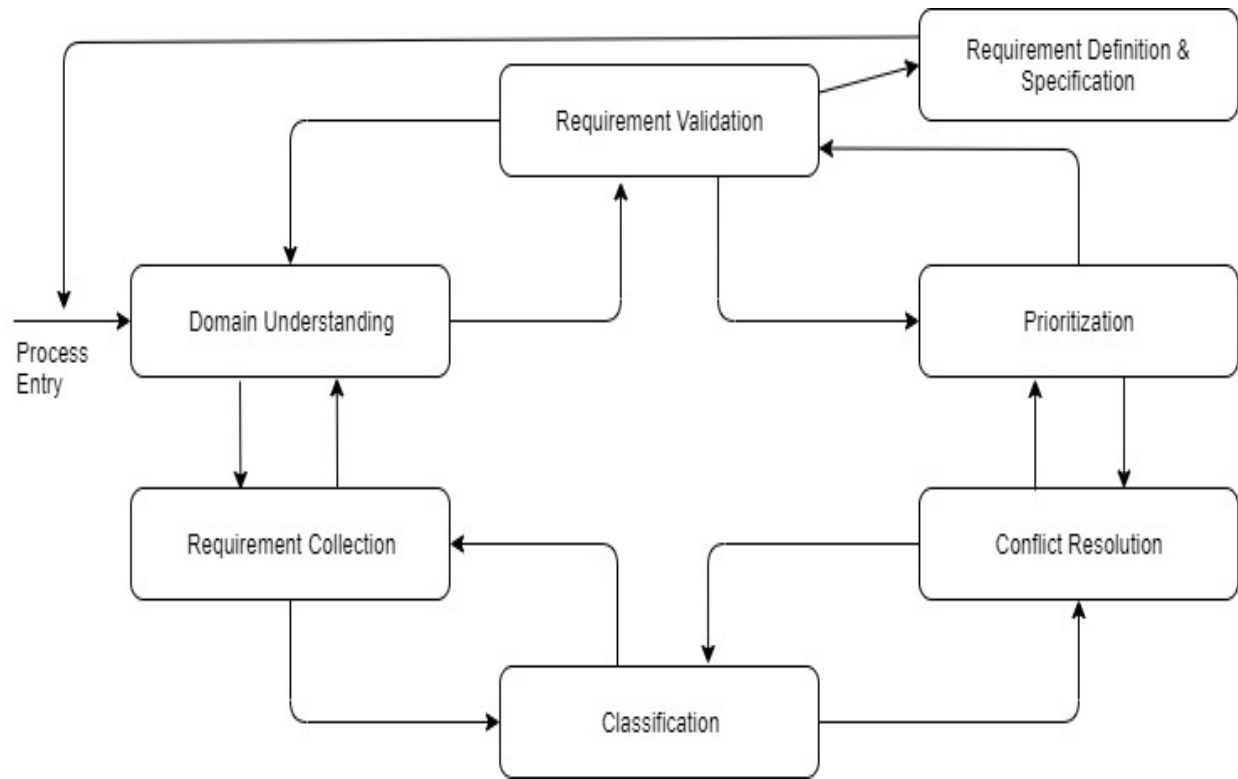 Requirement Definition &
Specification
Requirement Validation
Domain Understanding
Prioritization
Process
Entry
Requirement Collection
Conflict Resolution
Classification